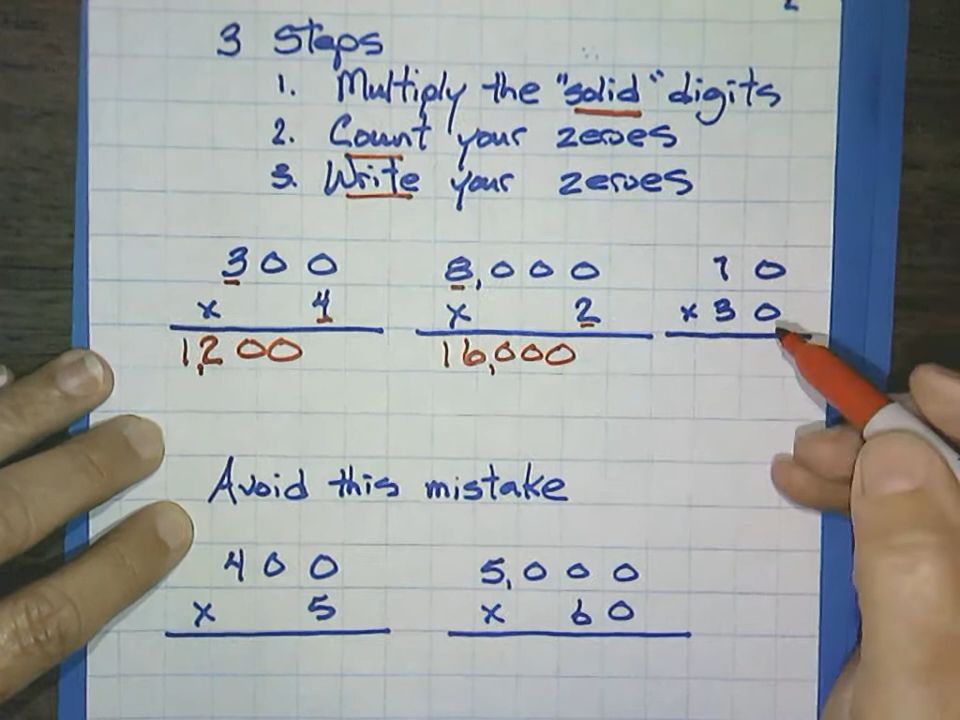 3 Steps
1. Multiply the "solid" digits
2. Count your zeroes
3. Write your zeroes
300 8,000 70
x 4 x 2 x 30
1,200 16,000
Avoid this mistake
400 5,000
x 5 x 60